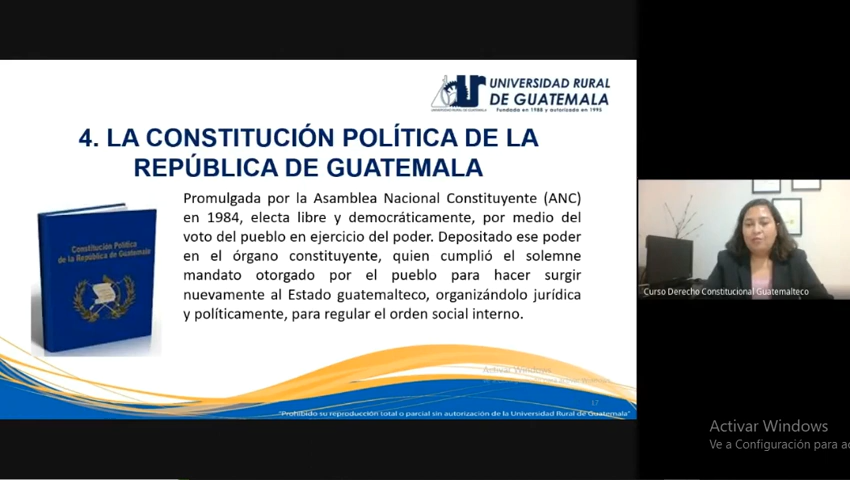 UNIVERSIDAD RURAL
DE GUATEMALA
Fundada en 1988 y autorizada en 1995
4. LA CONSTITUCIÓN POLÍTICA DE LA
REPÚBLICA DE GUATEMALA
Promulgada por la Asamblea Nacional Constituyente (ANC)
en 1984, electa libre y democráticamente, por medio del
voto del pueblo en ejercicio del poder. Depositado ese poder
en el órgano constituyente, quien cumplió el solemne
mandato otorgado por el pueblo para hacer surgir
nuevamente al Estado guatemalteco, organizándolo jurídica
y políticamente, para regular el orden social interno.
Constitución Política
de la República de Guatemala
Curso Derecho Constitucional Guatemalteco
Activar Windows
17
"Prohibido su reproducción total o parcial sin autorización de la Universidad Rural de Guatemala"
Activar Windows
Ve a Configuración para ac